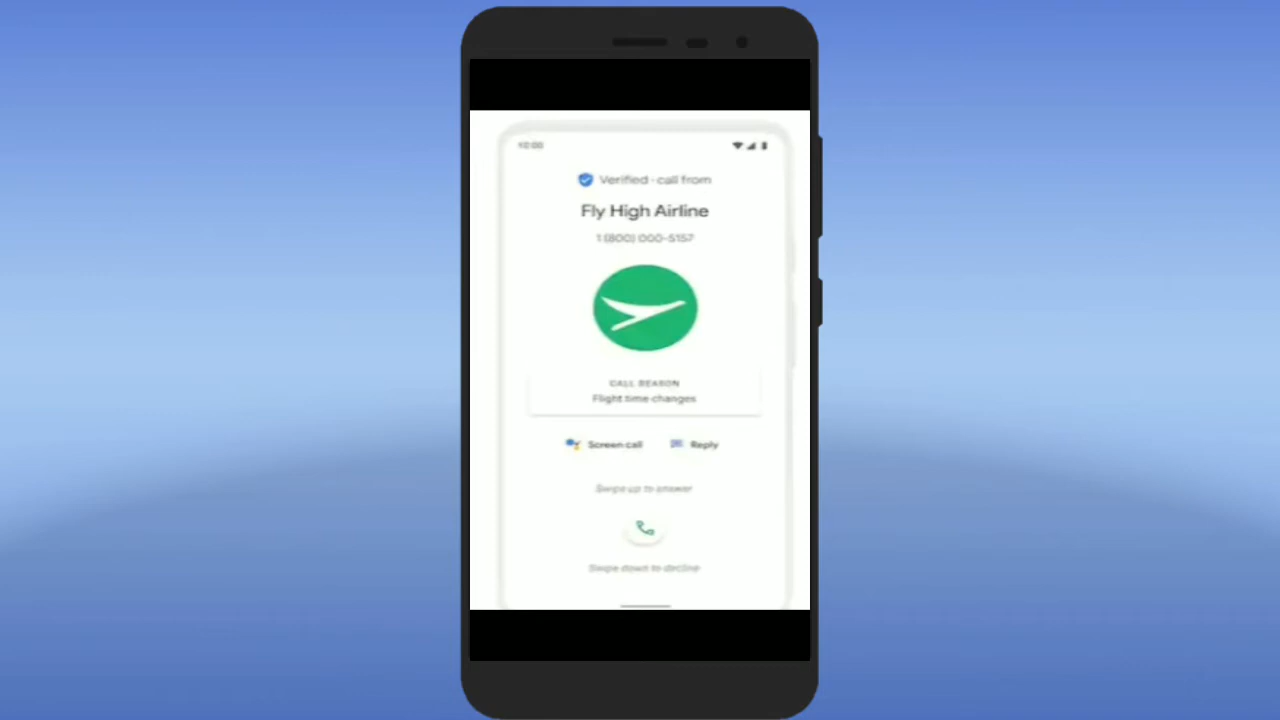 10:00
Verified · call from
Fly High Airline
1 (800) 000-5157
CALL REASON
Flight time changes
Screen call Reply
Swipe up to answer
Swipe down to decline